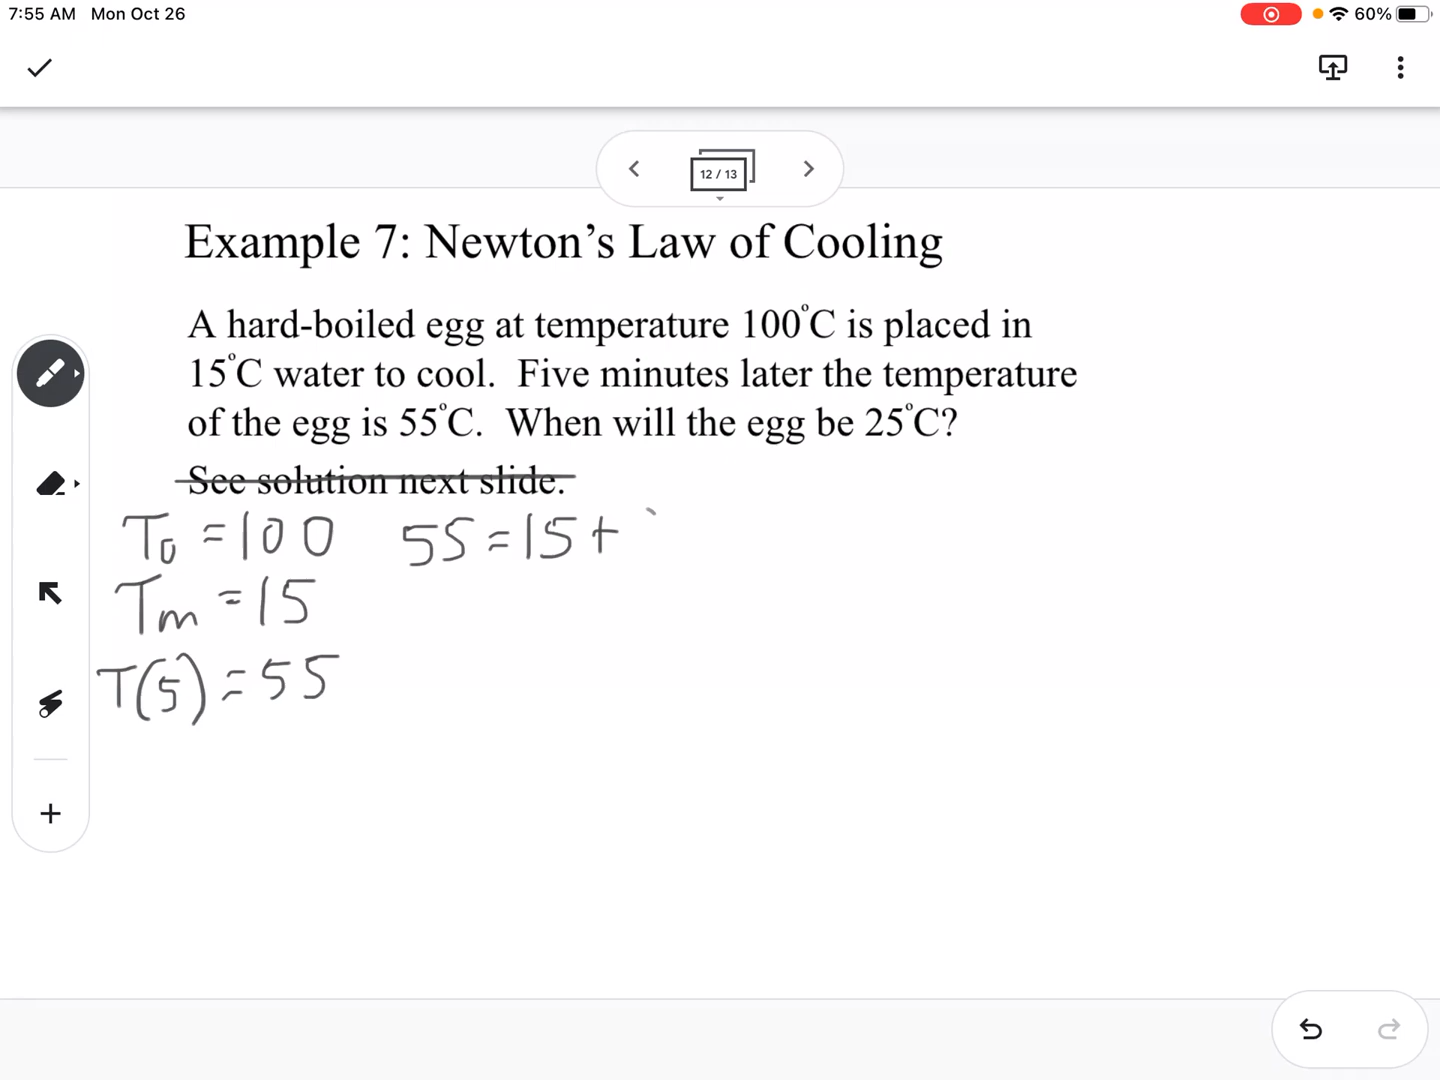 7:55 AM Mon Oct 26
60%
12 / 13
Example 7: Newton's Law of Cooling
A hard-boiled egg at temperature 100°C is placed in
15°C water to cool. Five minutes later the temperature
of the egg is 55°C. When will the egg be 25°C?
See solution next slide.
T₀ = 100 55 = 15 +
Tm = 15
T(5) = 55